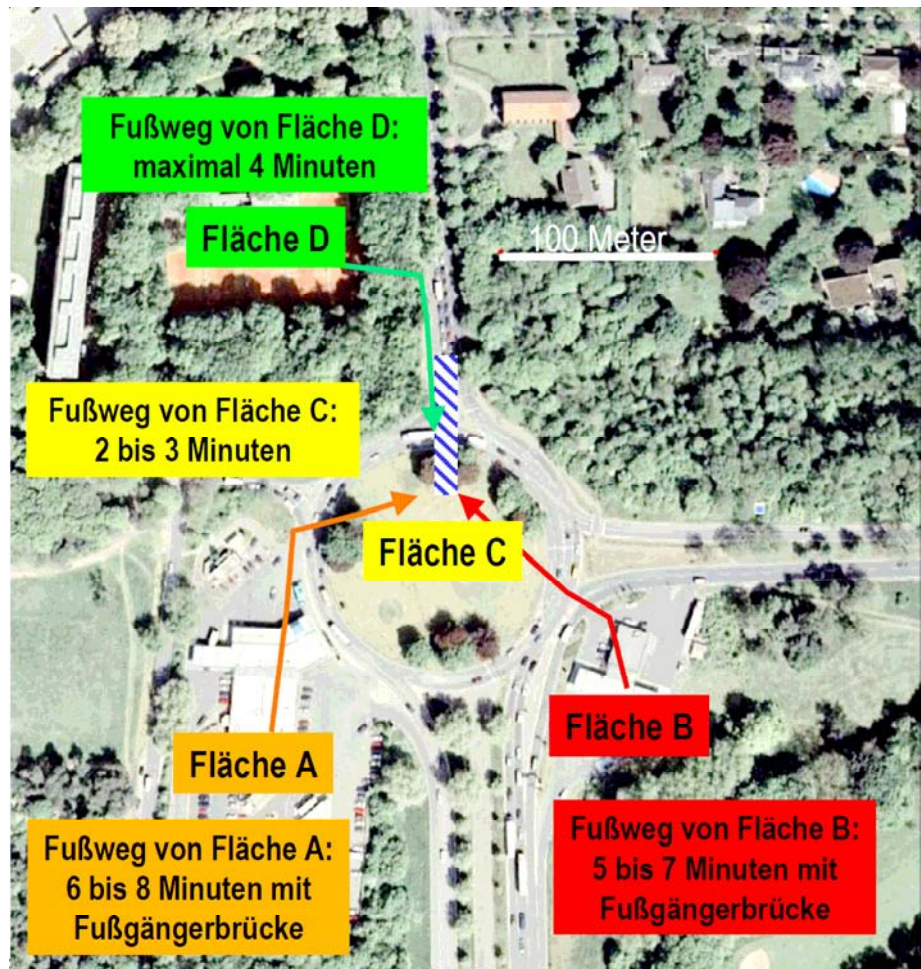 Fußweg von Fläche D:
maximal 4 Minuten
Fläche D
100 Meter
Fußweg von Fläche C:
2 bis 3 Minuten
Fläche C
Fläche B
Fläche A
Fußweg von Fläche A:
6 bis 8 Minuten mit
Fußgängerbrücke
Fußweg von Fläche B:
5 bis 7 Minuten mit
Fußgängerbrücke